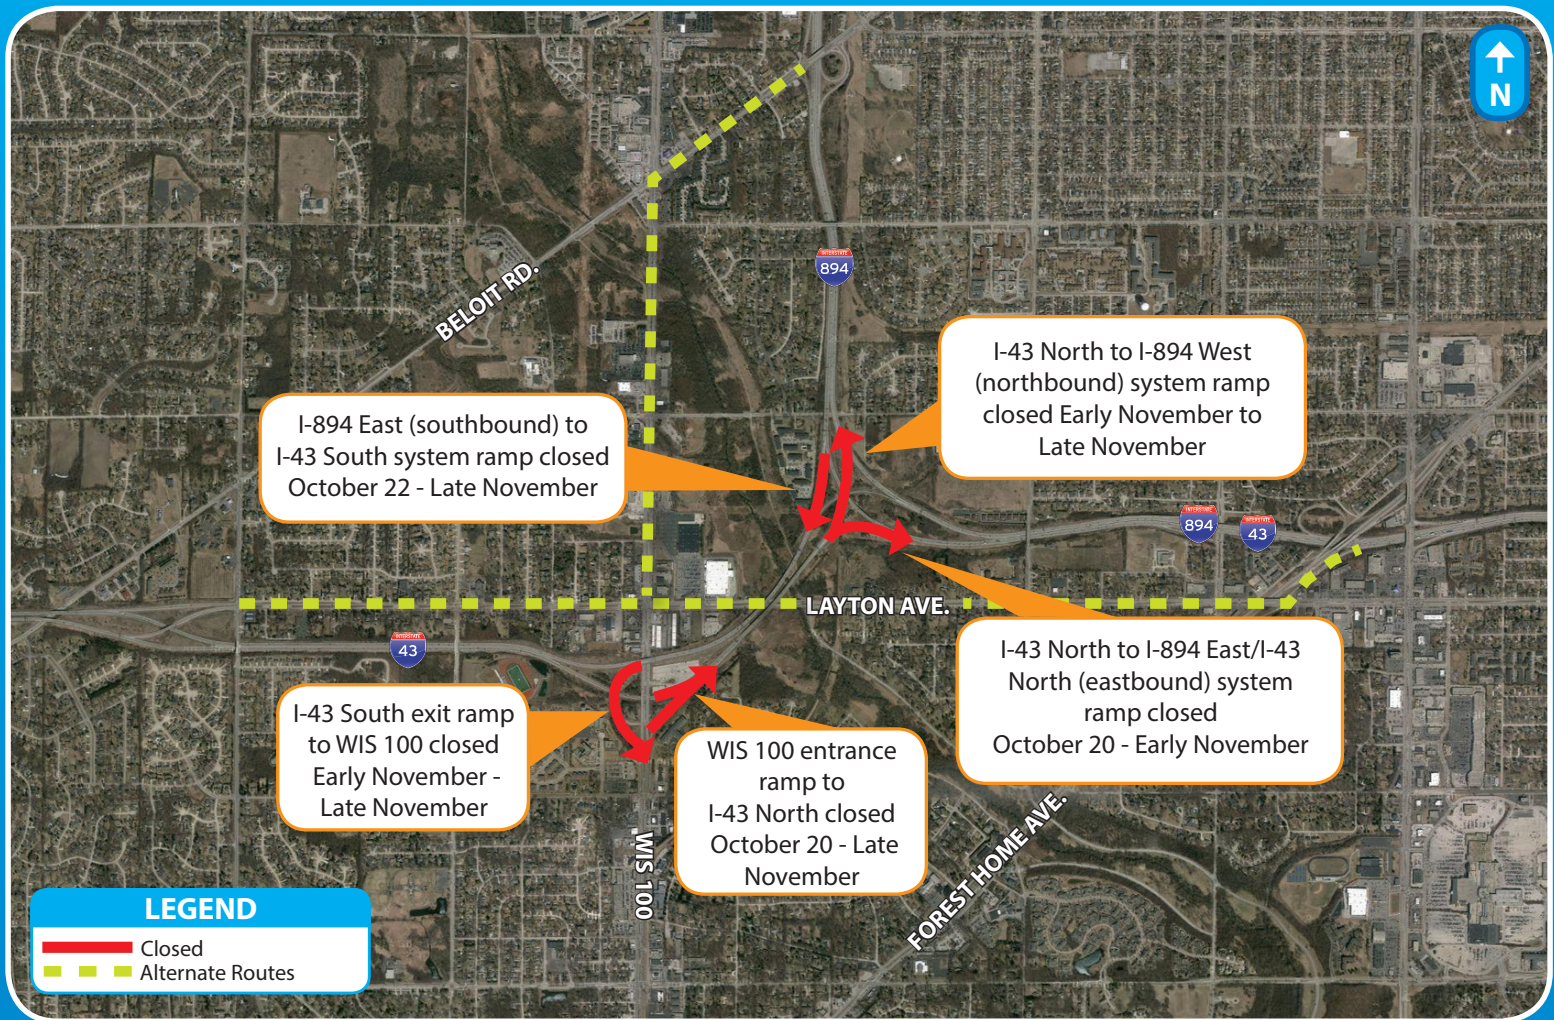 N
BELOIT RD.
INTERSTATE
894
I-43 North to I-894 West
(northbound) system ramp
closed Early November to
Late November
I-894 East (southbound) to
I-43 South system ramp closed
October 22 - Late November
INTERSTATE
894
INTERSTATE
43
LAYTON AVE.
INTERSTATE
43
I-43 North to I-894 East/I-43
North (eastbound) system
ramp closed
October 20 - Early November
I-43 South exit ramp
to WIS 100 closed
Early November -
Late November
WIS 100 entrance
ramp to
I-43 North closed
October 20 - Late
November
WIS 100
FOREST HOME AVE.
LEGEND
Closed
Alternate Routes